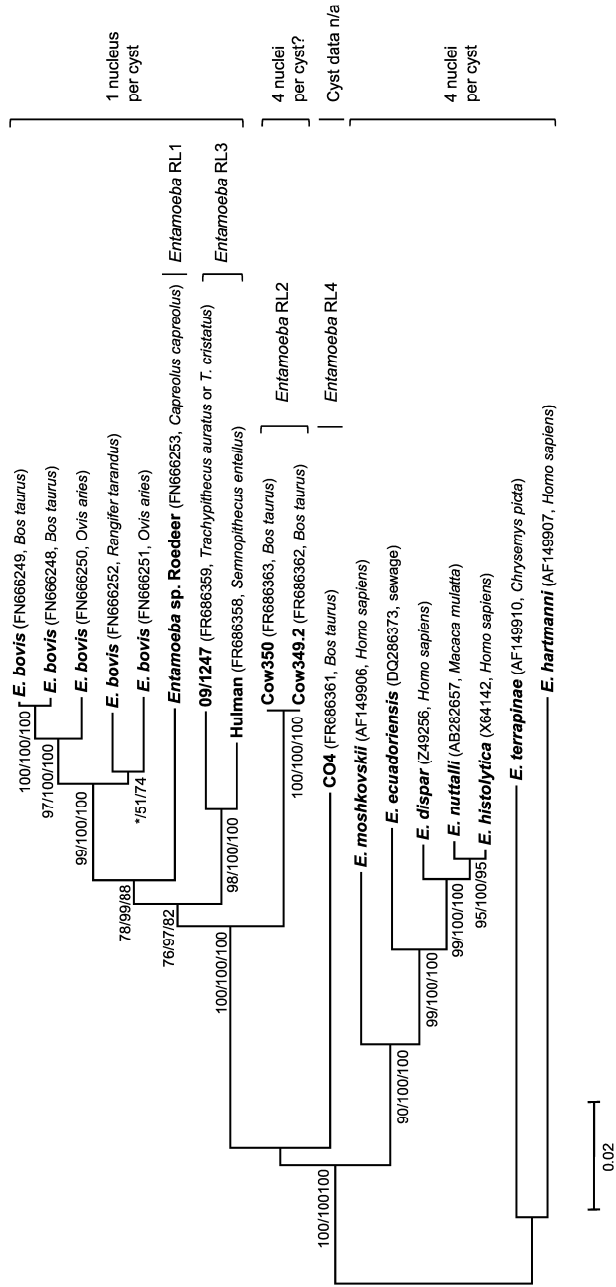 E. bovis (FN666249, Bos taurus)
E. bovis (FN666248, Bos taurus)
E. bovis (FN666250, Ovis aries)
E. bovis (FN666252, Rangifer tarandus)
E. bovis (FN666251, Ovis aries)
Entamoeba sp. Roedeer (FN666253, Capreolus capreolus)
09/1247 (FR686359, Trachypithecus auratus or T. cristatus)
Hulman (FR686358, Semnopithecus entellus)
Cow350 (FR686363, Bos taurus)
Cow349.2 (FR686362, Bos taurus)
CO4 (FR686361, Bos taurus)
E. moshkovskii (AF149906, Homo sapiens)
E. ecuadoriensis (DQ286373, sewage)
E. dispar (Z49256, Homo sapiens)
E. nuttalli (AB282657, Macaca mulatta)
E. histolytica (X64142, Homo sapiens)
E. terrapinae (AF149910, Chrysemys picta)
E. hartmanni (AF149907, Homo sapiens)
100/100/100
97/100/100
99/100/100
*/51/74
78/99/88
76/97/82
98/100/100
100/100/100
100/100/100
100/100100
90/100/100
99/100/100
99/100/100
95/100/95
Entamoeba RL1
Entamoeba RL3
Entamoeba RL2
Entamoeba RL4
1 nucleus
per cyst
4 nuclei
per cyst?
Cyst data n/a
4 nuclei
per cyst
0.02